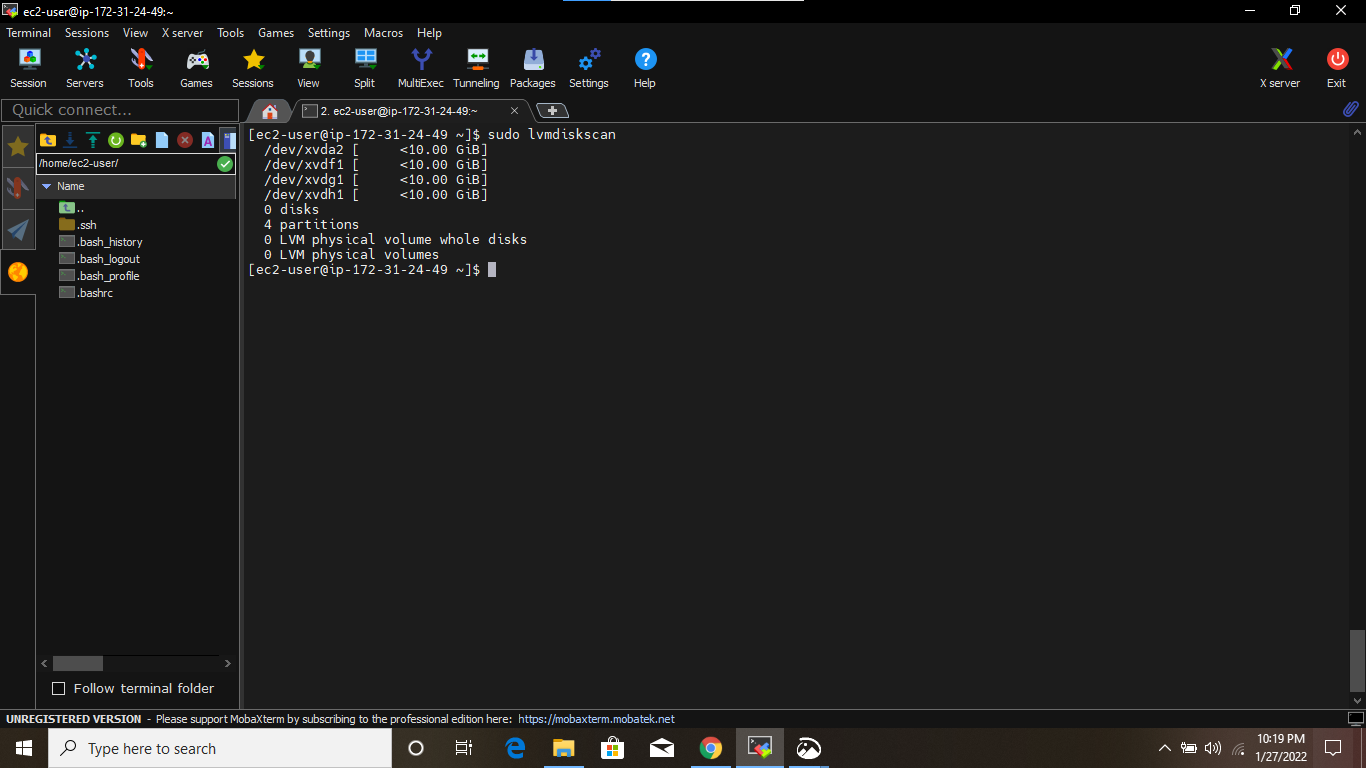 ec2-user@ip-172-31-24-49:~
Terminal Sessions View X server Tools Games Settings Macros Help
Session Servers Tools Games Sessions View Split MultiExec Tunneling Packages Settings Help X server Exit
Quick connect...
2. ec2-user@ip-172-31-24-49:~
/home/ec2-user/
Name
..
.ssh
.bash_history
.bash_logout
.bash_profile
.bashrc
Follow terminal folder
[ec2-user@ip-172-31-24-49 ~]$ sudo lvmdiskscan
/dev/xvda2 [ <10.00 GiB]
/dev/xvdf1 [ <10.00 GiB]
/dev/xvdg1 [ <10.00 GiB]
/dev/xvdh1 [ <10.00 GiB]
0 disks
4 partitions
0 LVM physical volume whole disks
0 LVM physical volumes
[ec2-user@ip-172-31-24-49 ~]$
UNREGISTERED VERSION - Please support MobaXterm by subscribing to the professional edition here: https://mobaxterm.mobatek.net
Type here to search
10:19 PM
1/27/2022